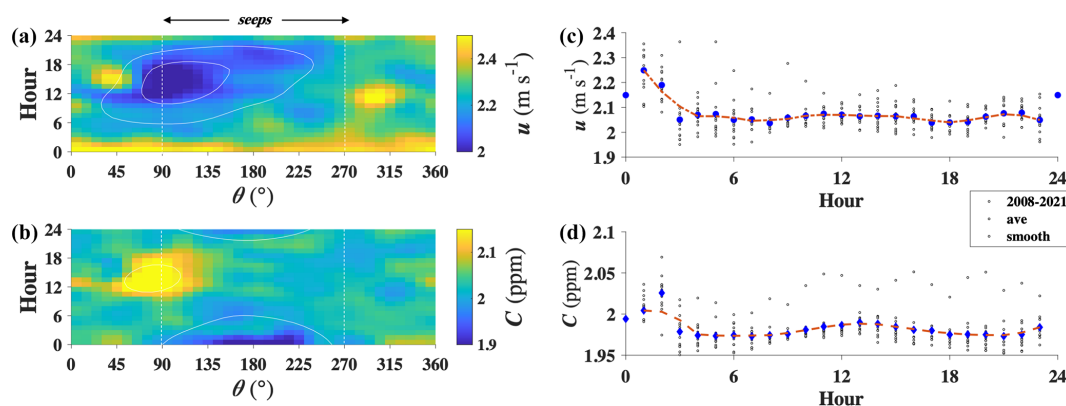 seeps
(a)
24
18
12
6
0
Hour
0 45 90 135 180 225 270 315 360
θ (°)
2.4
2.2
2
u (m s⁻¹)
(b)
24
18
12
6
0
Hour
0 45 90 135 180 225 270 315 360
θ (°)
2.1
2
1.9
C (ppm)
(c)
2.4
2.3
2.2
2.1
2
1.9
u (m s⁻¹)
0 6 12 18 24
Hour
2008-2021
ave
smooth
(d)
2.1
2.05
2
1.95
C (ppm)
0 6 12 18 24
Hour